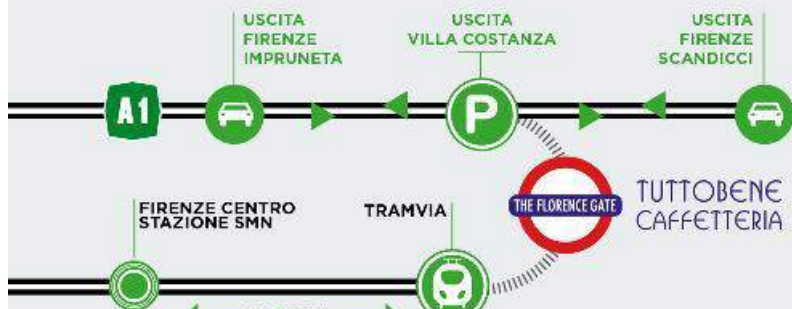 USCITA
FIRENZE
IMPRUNETA
USCITA
VILLA COSTANZA
USCITA
FIRENZE
SCANDICCI
A1
P
THE FLORENCE GATE
TUTTOBENE
CAFFETTERIA
FIRENZE CENTRO
STAZIONE SMN
TRAMVIA